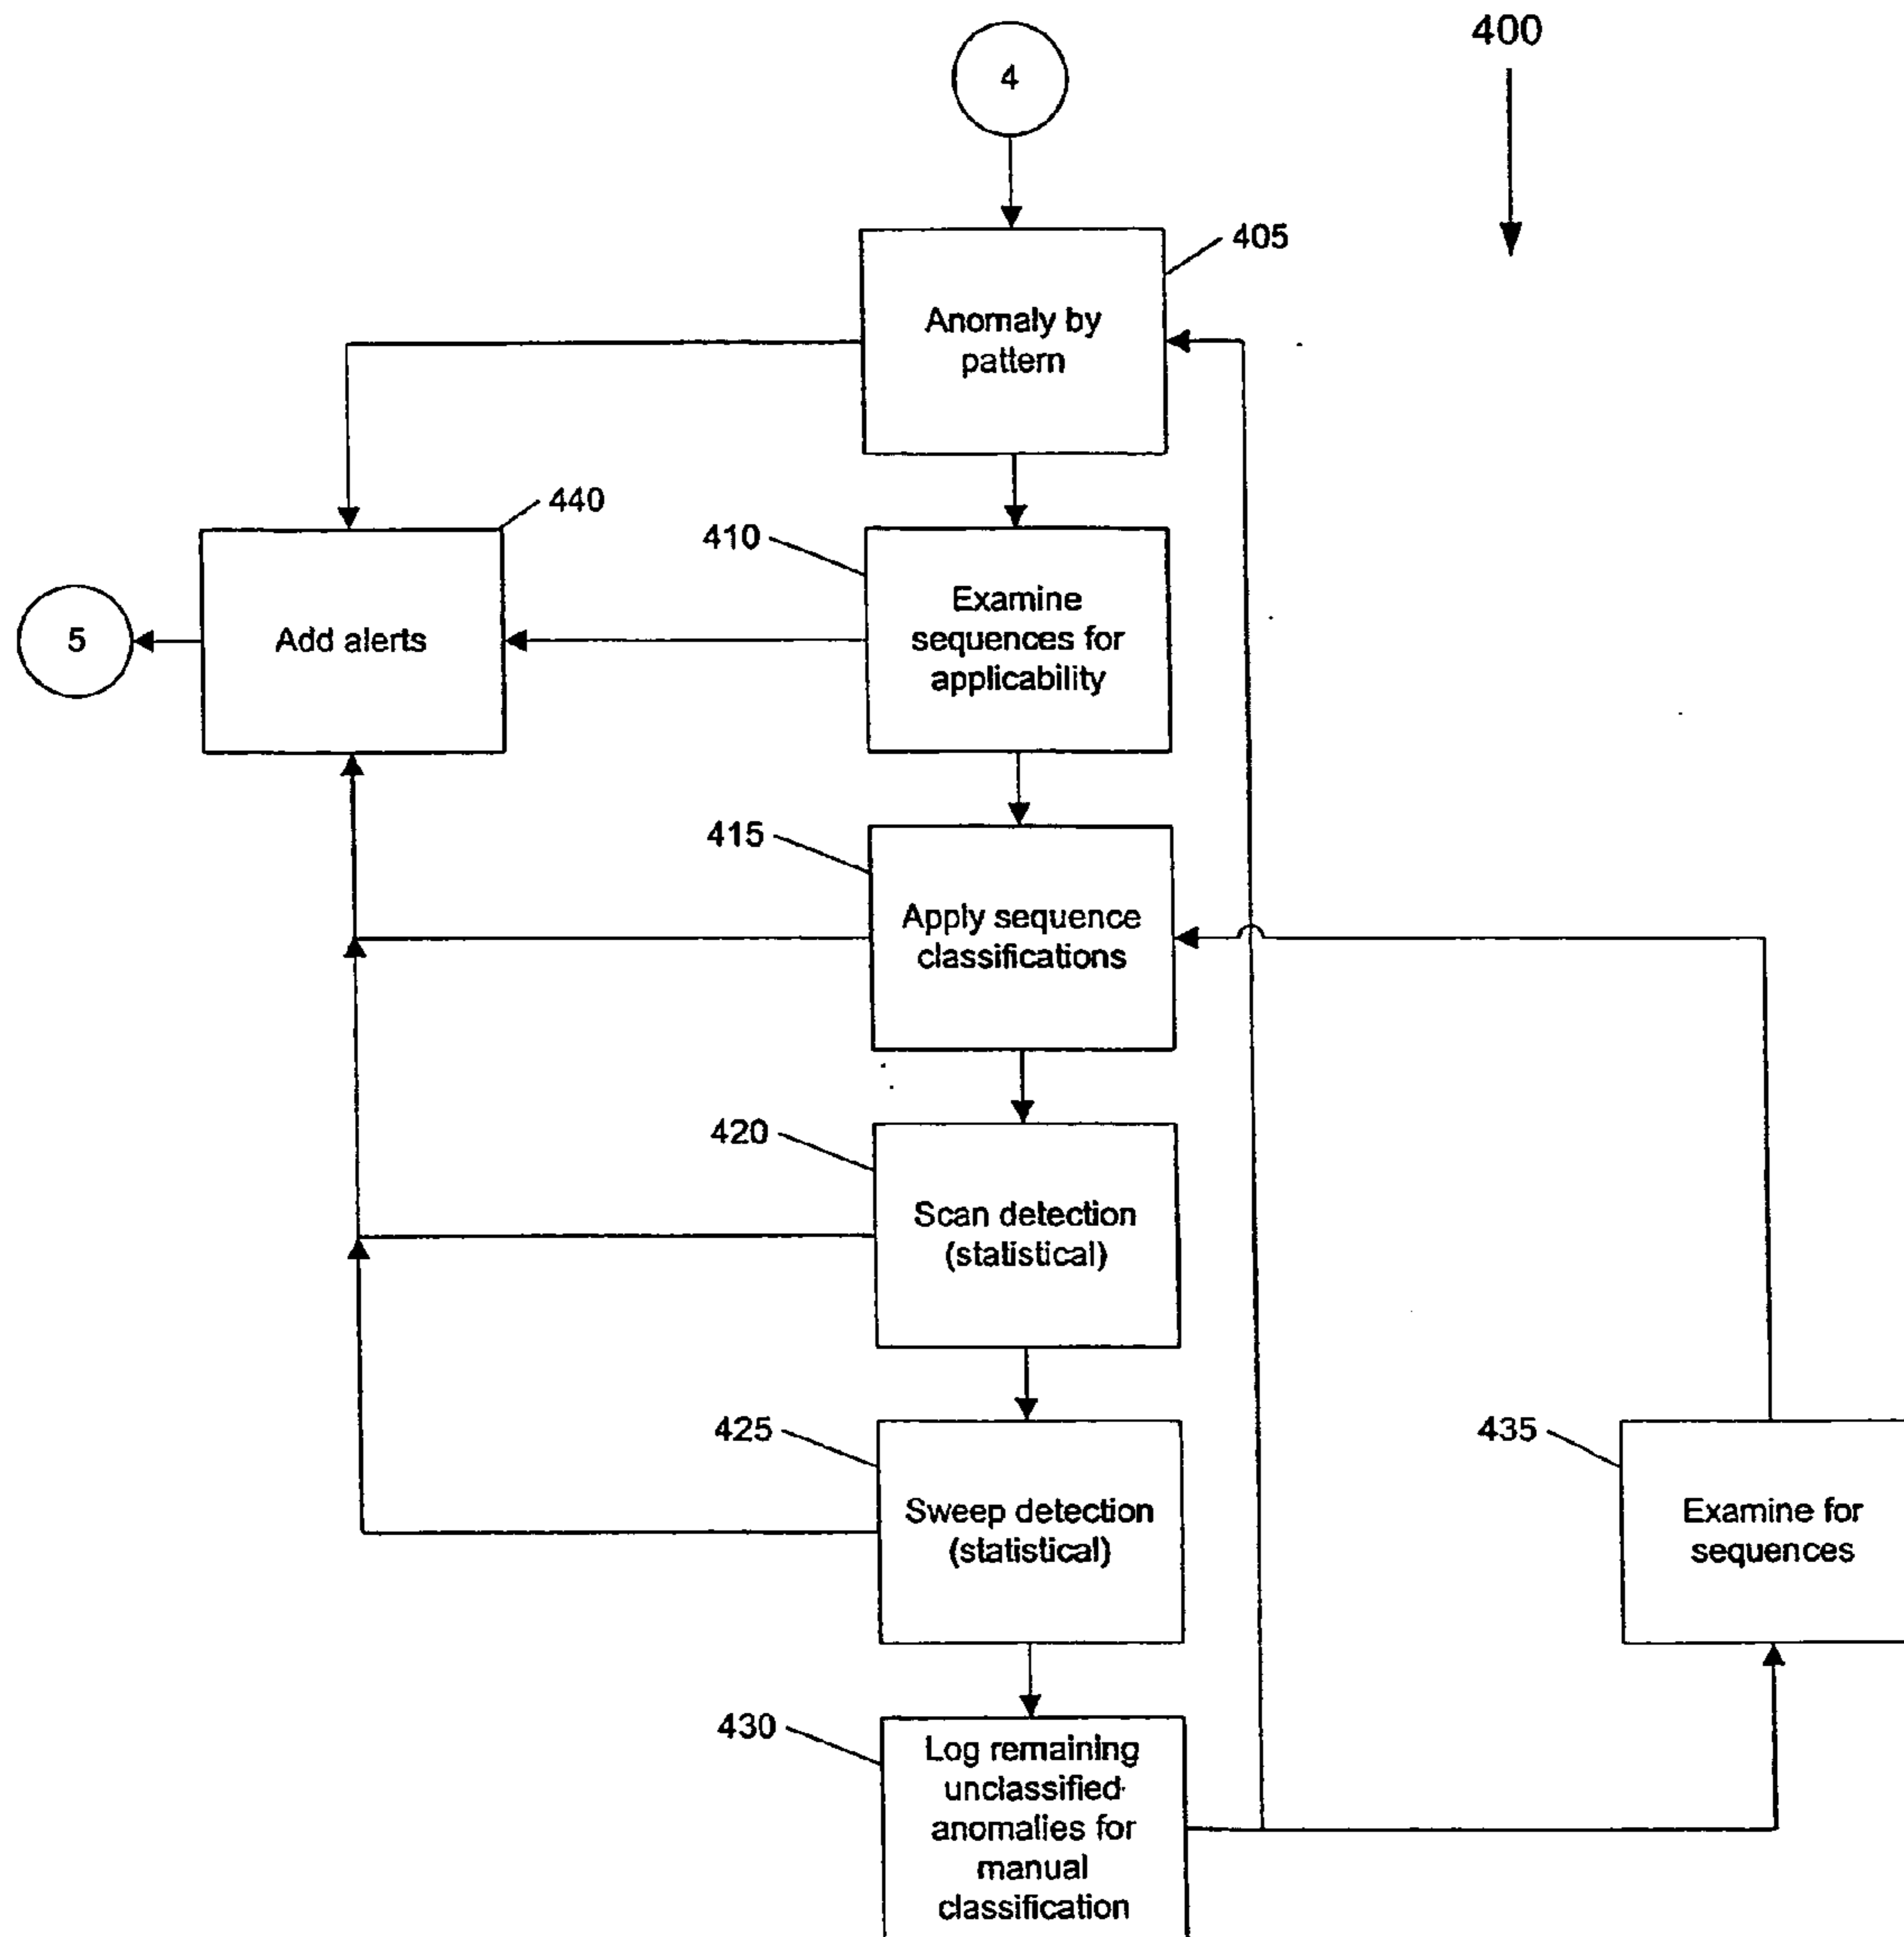 400
4
405
Anomaly by
pattern
440
410
Examine
sequences for
applicability
5
Add alerts
415
Apply sequence
classifications
420
Scan detection
(statistical)
425
Sweep detection
(statistical)
435
Examine for
sequences
430
Log remaining
unclassified
anomalies for
manual
classification